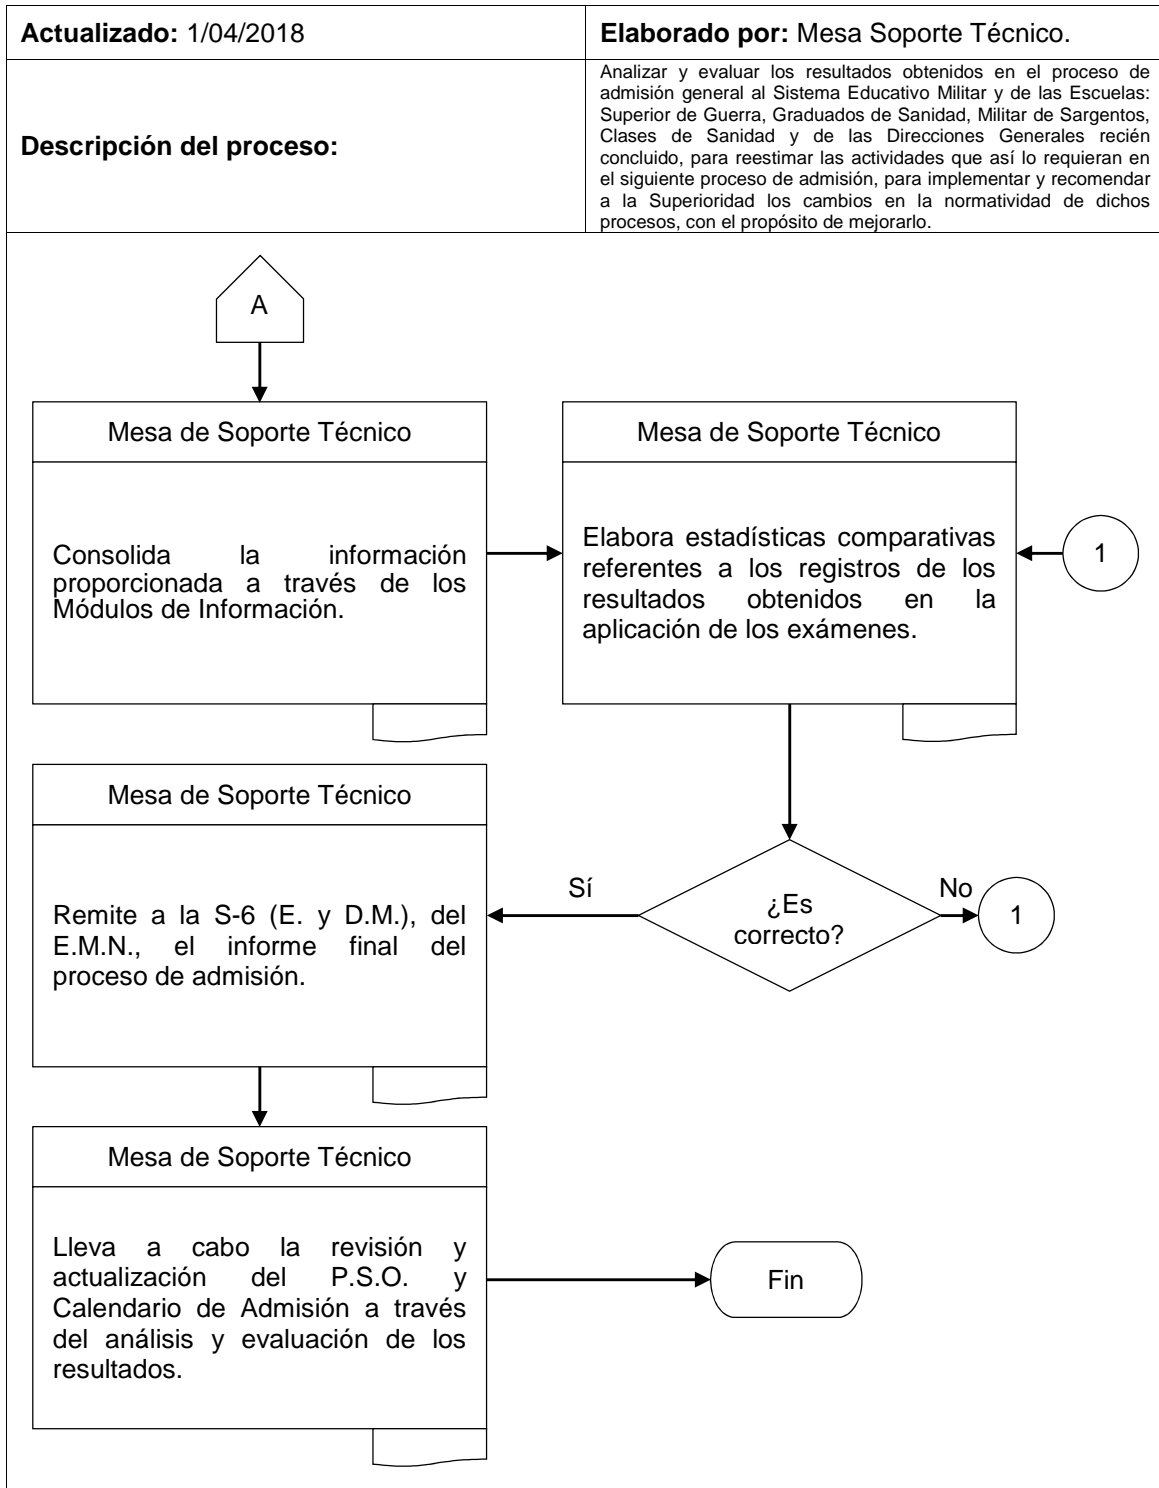 Actualizado: 1/04/2018
Elaborado por: Mesa Soporte Técnico.
Descripción del proceso:
Analizar y evaluar los resultados obtenidos en el proceso de
admisión general al Sistema Educativo Militar y de las Escuelas:
Superior de Guerra, Graduados de Sanidad, Militar de Sargentos,
Clases de Sanidad y de las Direcciones Generales recién
concluido, para reestimar las actividades que así lo requieran en
el siguiente proceso de admisión, para implementar y recomendar
a la Superioridad los cambios en la normatividad de dichos
procesos, con el propósito de mejorarlo.
A
Mesa de Soporte Técnico
Consolida la información
proporcionada a través de los
Módulos de Información.
Mesa de Soporte Técnico
Elabora estadísticas comparativas
referentes a los registros de los
resultados obtenidos en la
aplicación de los exámenes.
1
¿Es
correcto?
No
1
Sí
Mesa de Soporte Técnico
Remite a la S-6 (E. y D.M.), del
E.M.N., el informe final del
proceso de admisión.
Mesa de Soporte Técnico
Lleva a cabo la revisión y
actualización del P.S.O. y
Calendario de Admisión a través
del análisis y evaluación de los
resultados.
Fin